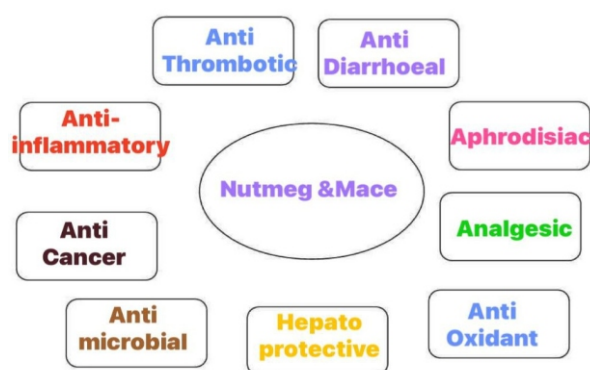 Anti
Thrombotic
Anti
Diarrhoeal
Anti-
inflammatory
Aphrodisiac
Nutmeg &Mace
Anti
Cancer
Analgesic
Anti
microbial
Hepato
protective
Anti
Oxidant